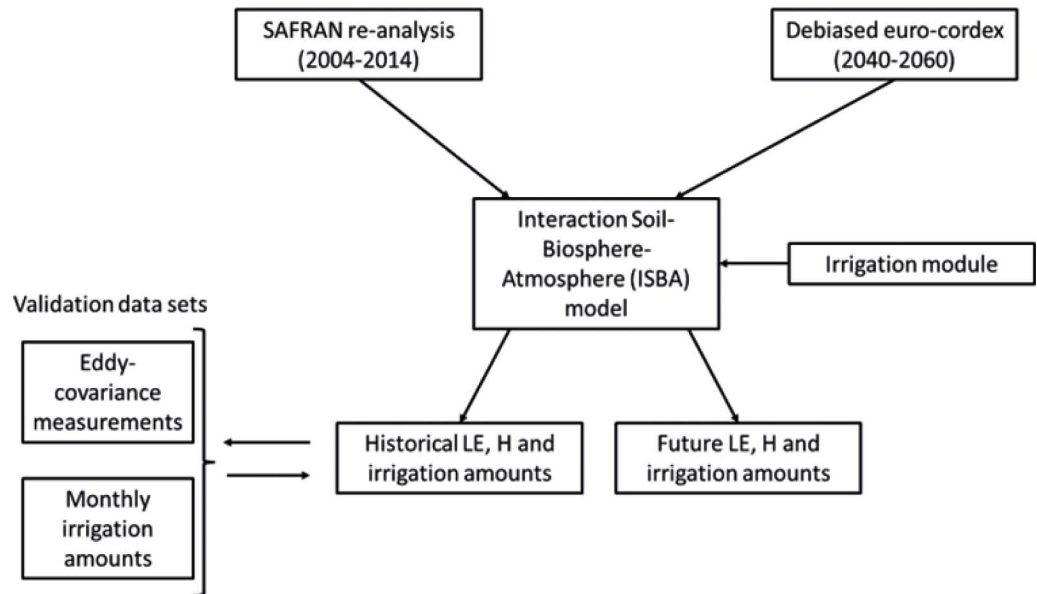 SAFRAN re-analysis
(2004-2014)
Debiased euro-cordex
(2040-2060)
Interaction Soil-
Biosphere-
Atmosphere (ISBA)
model
Irrigation module
Validation data sets
Eddy-
covariance
measurements
Historical LE, H and
irrigation amounts
Future LE, H and
irrigation amounts
Monthly
irrigation
amounts